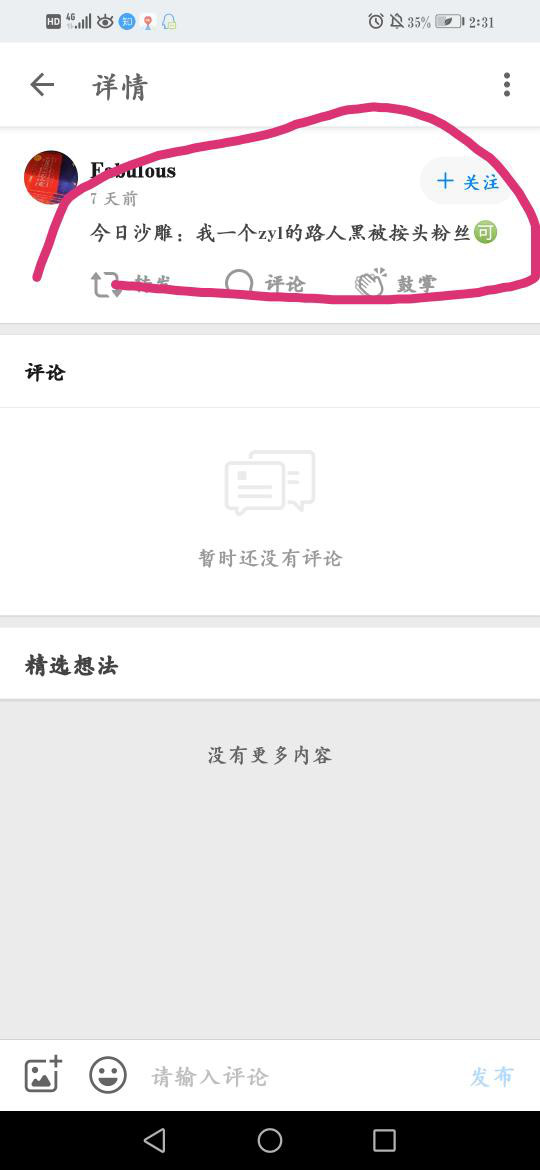 HD 4G 知 35% 2:31
详情
Fabulous
+ 关注
7 天前
今日沙雕：我一个zyl的路人黑被按头粉丝🉑
转发 评论 鼓掌
评论
暂时还没有评论
精选想法
没有更多内容
请输入评论 发布